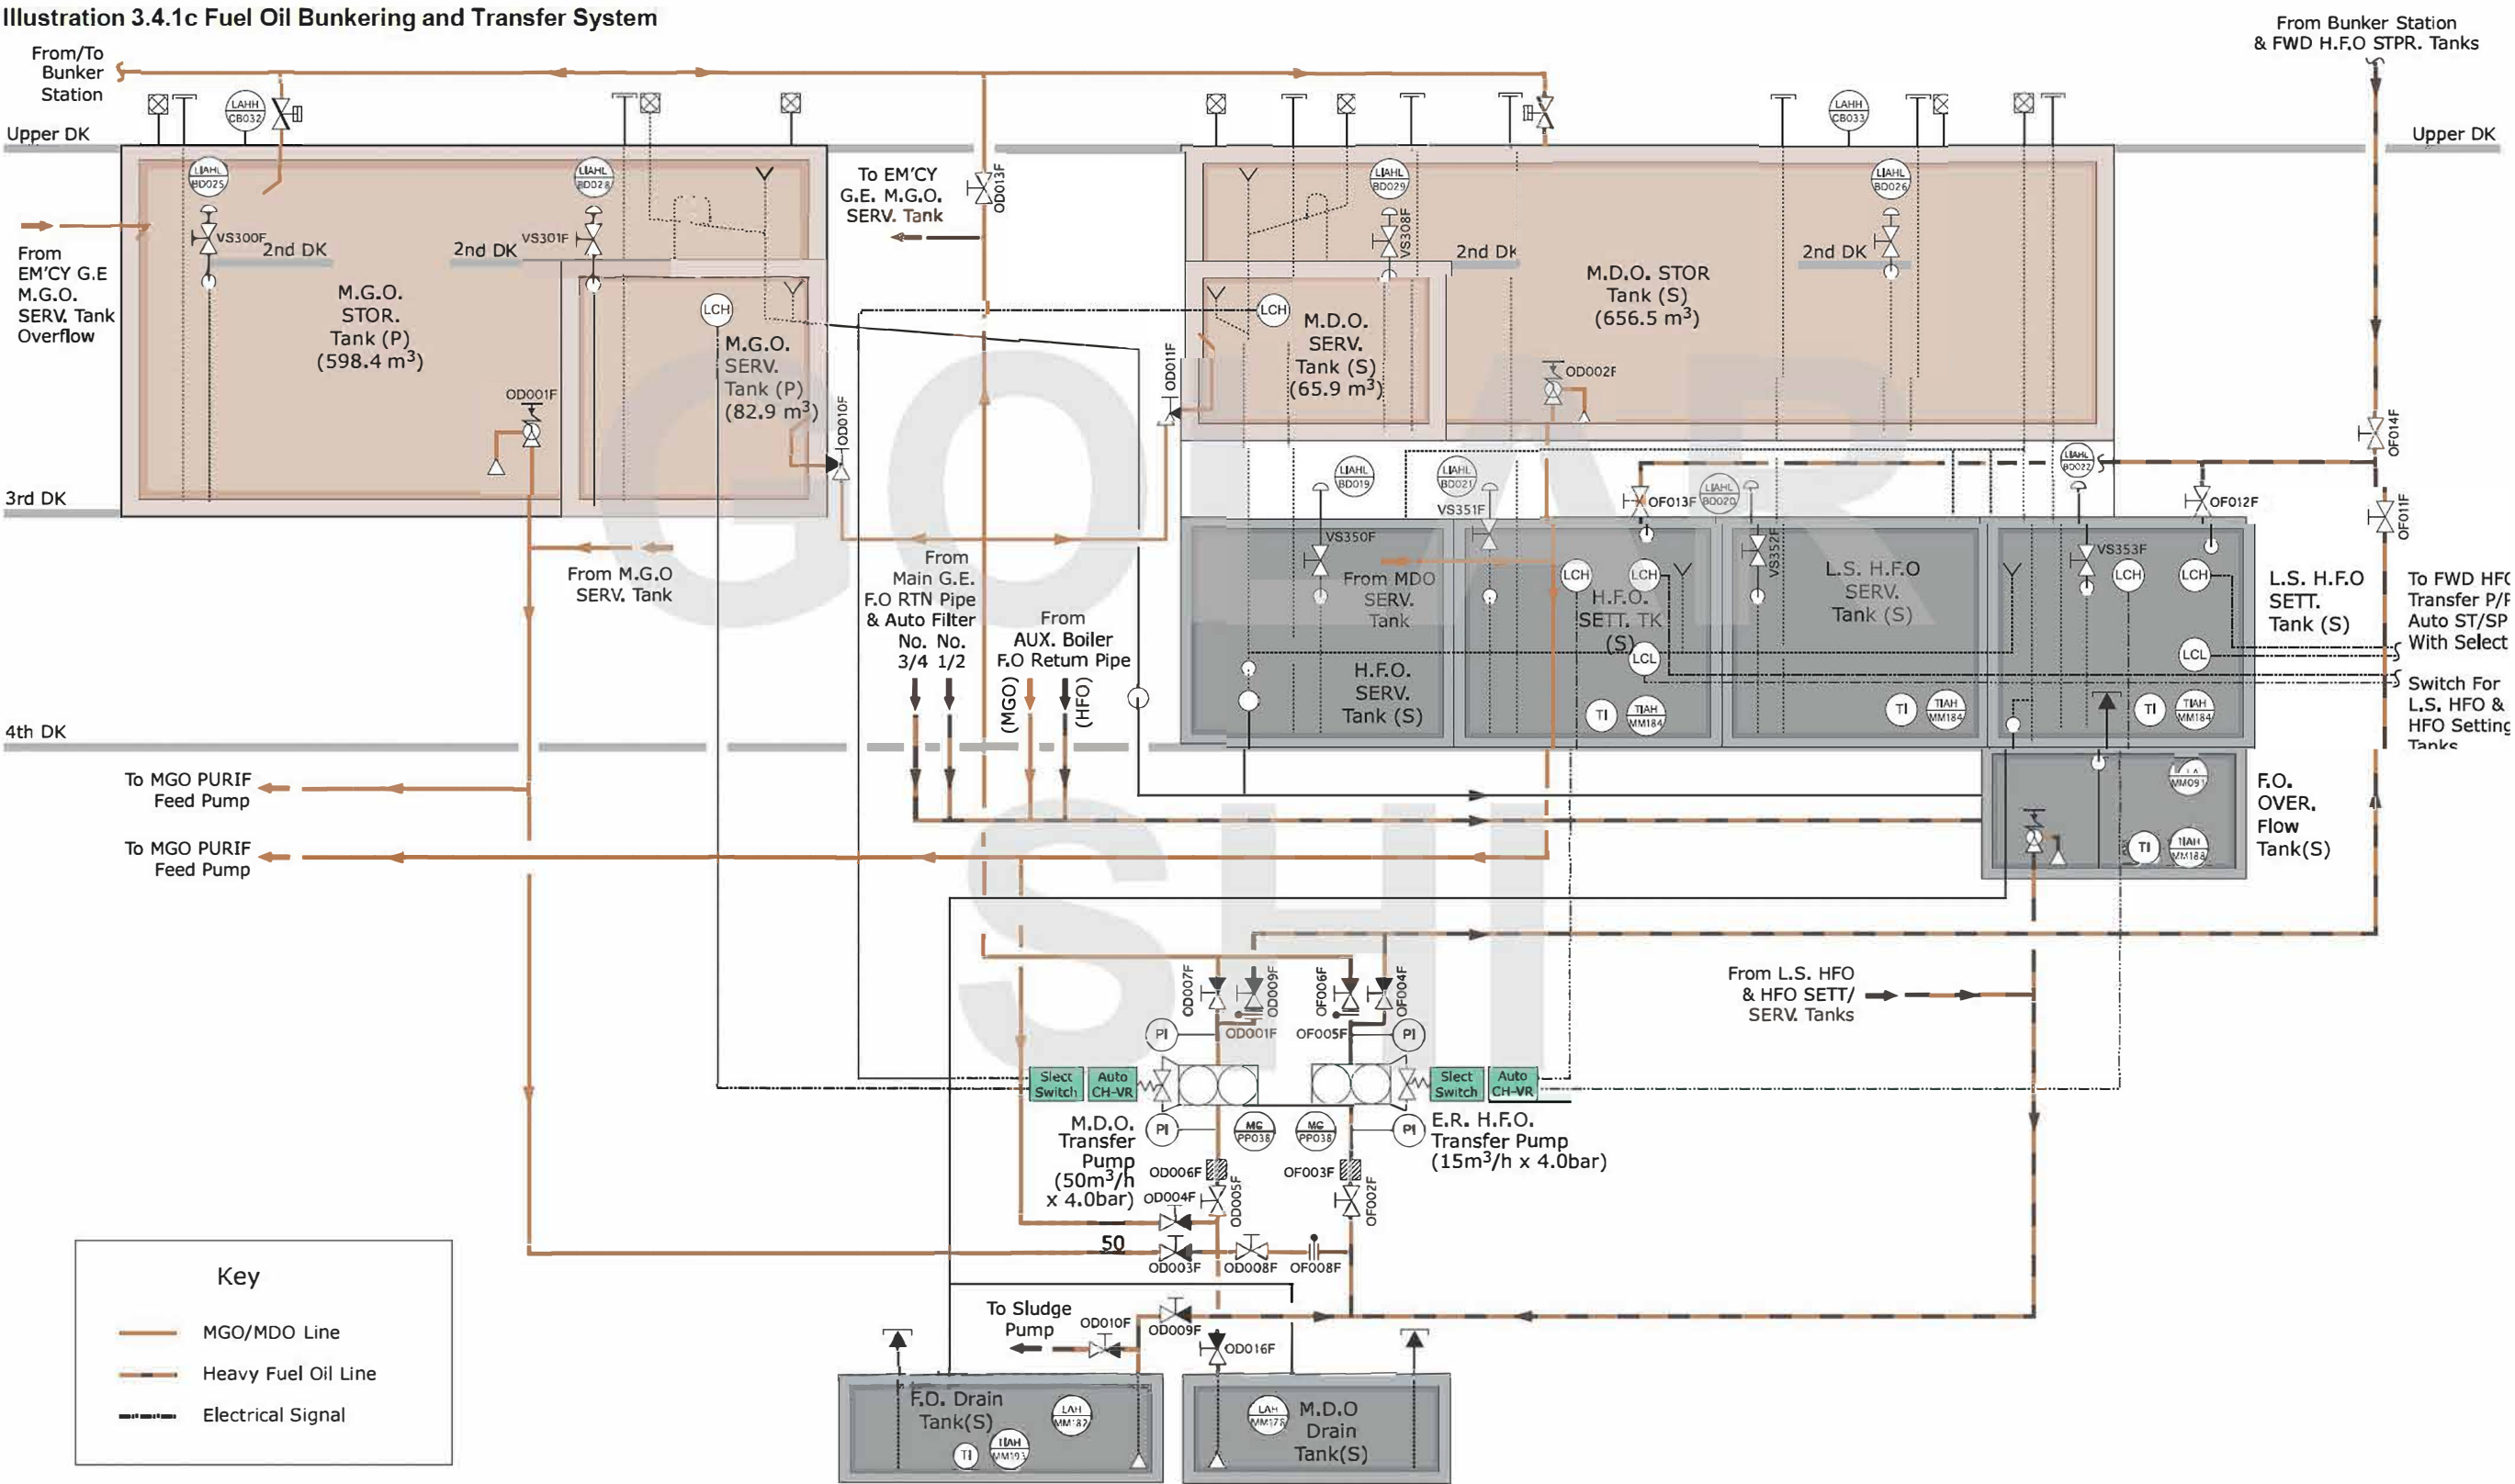 Illustration 3.4.1c Fuel Oil Bunkering and Transfer System
From/To
Bunker
Station
From Bunker Station
& FWD H.F.O STPR. Tanks
LAHH
CB032
LAHH
CB033
Upper DK
Upper DK
LIAHL
BD025
LIAHL
BD028
LIAHL
BD029
LIAHL
BD026
OD013F
To EM'CY
G.E. M.G.O.
SERV. Tank
VS300F
VS301F
VS308F
2nd DK
2nd DK
2nd DK
2nd DK
From
EM'CY G.E
M.G.O.
SERV. Tank
Overflow
M.G.O.
STOR.
Tank (P)
(598.4 m³)
LCH
M.G.O.
SERV.
Tank (P)
(82.9 m³)
LCH
M.D.O.
SERV.
Tank (S)
(65.9 m³)
M.D.O. STOR
Tank (S)
(656.5 m³)
OD001F
OD010F
OD011F
OD002F
OF014F
3rd DK
LIAHL
BD019
LIAHL
BD021
LIAHL
BD020
LIAHL
BD022
VS351F
OF013F
OF012F
OF011F
VS350F
VS352F
VS353F
From M.G.O
SERV. Tank
From
Main G.E.
F.O RTN Pipe
& Auto Filter
No. No.
3/4 1/2
From
AUX. Boiler
F.O Return Pipe
(MGO)
(HFO)
From MDO
SERV.
Tank
H.F.O.
SERV.
Tank (S)
LCH
LCH
H.F.O.
SETT. TK
(S)
LCL
TI
TIAH
MM184
L.S. H.F.O
SERV.
Tank (S)
TI
TIAH
MM184
LCH
LCH
LCL
TI
TIAH
MM184
L.S. H.F.O
SETT.
Tank (S)
To FWD HFO
Transfer P/P
Auto ST/SP
With Select
Switch For
L.S. HFO &
HFO Setting
Tanks
4th DK
To MGO PURIF
Feed Pump
To MGO PURIF
Feed Pump
MM091
TI
TIAH
MM188
F.O.
OVER.
Flow
Tank(S)
OD007F
OD009F
OF006F
OF004F
From L.S. HFO
& HFO SETT/
SERV. Tanks
PI
OD001F
OF005F
PI
Slect
Switch
Auto
CH-VR
Slect
Switch
Auto
CH-VR
M.D.O.
Transfer
Pump
(50m³/h
x 4.0bar)
PI
MG
PP038
MG
PP038
PI
E.R. H.F.O.
Transfer Pump
(15m³/h x 4.0bar)
OD006F
OF003F
OD004F
OD005F
OF002F
50
OD003F
OD008F
OF008F
To Sludge
Pump
OD010F
OD009F
OD016F
F.O. Drain
Tank(S)
LAH
MM182
TI
TIAH
MM193
LAH
MM178
M.D.O
Drain
Tank(S)
Key
MGO/MDO Line
Heavy Fuel Oil Line
Electrical Signal